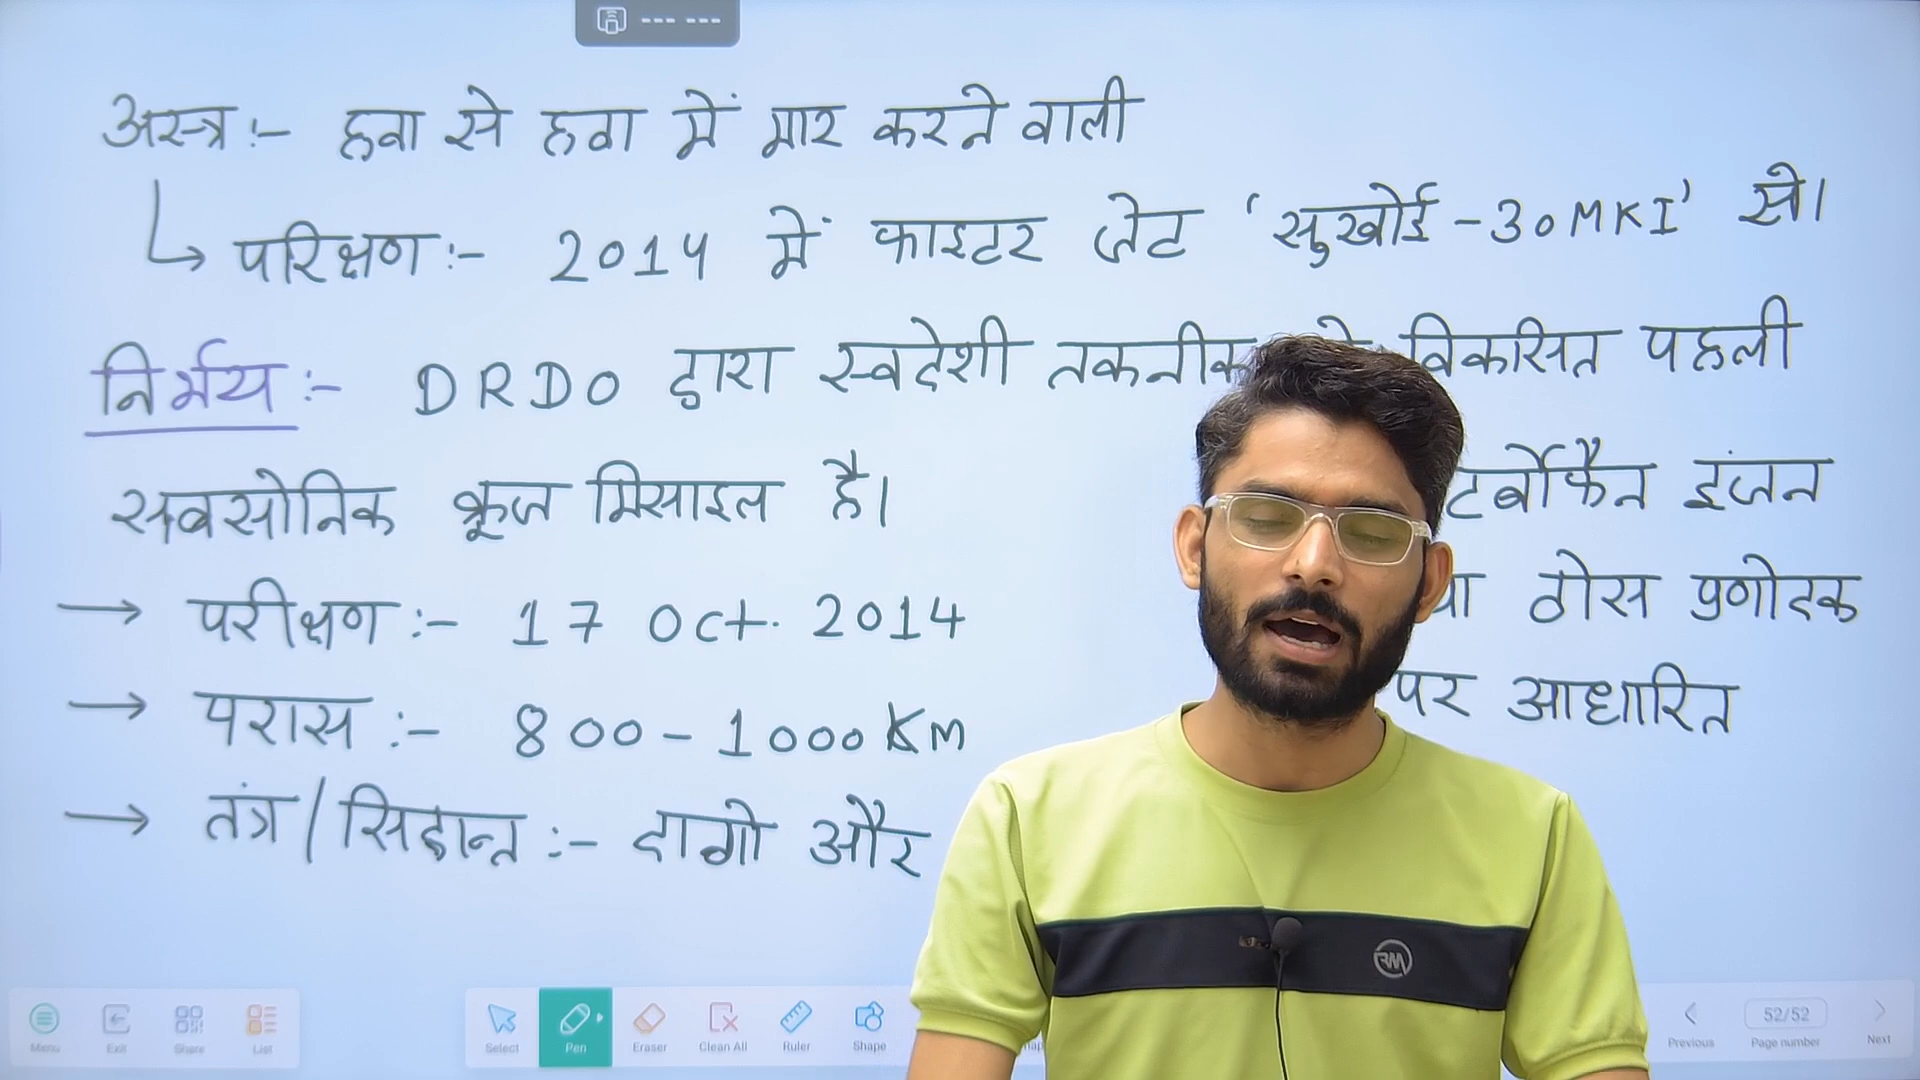 अस्त्र :- हवा से हवा में मार करने वाली
परिक्षण :- 2014 में फाइटर जेट 'सुखोई - 30MKI' से।
निर्भय :- DRDO द्वारा स्वदेशी तकनीक विकसित पहली
सबसोनिक क्रूज मिसाइल है।
टर्बोफैन इंजन
→ परीक्षण :- 17 Oct. 2014
ठोस प्रणोदक
→ परास :- 800 - 1000 Km
पर आधारित
→ तंत्र / सिद्धान्त :- दागो और
RM
Menu
Exit
Share
List
Select
Pen
Eraser
Clean All
Ruler
Shape
Previous
52/52
Page number
Next